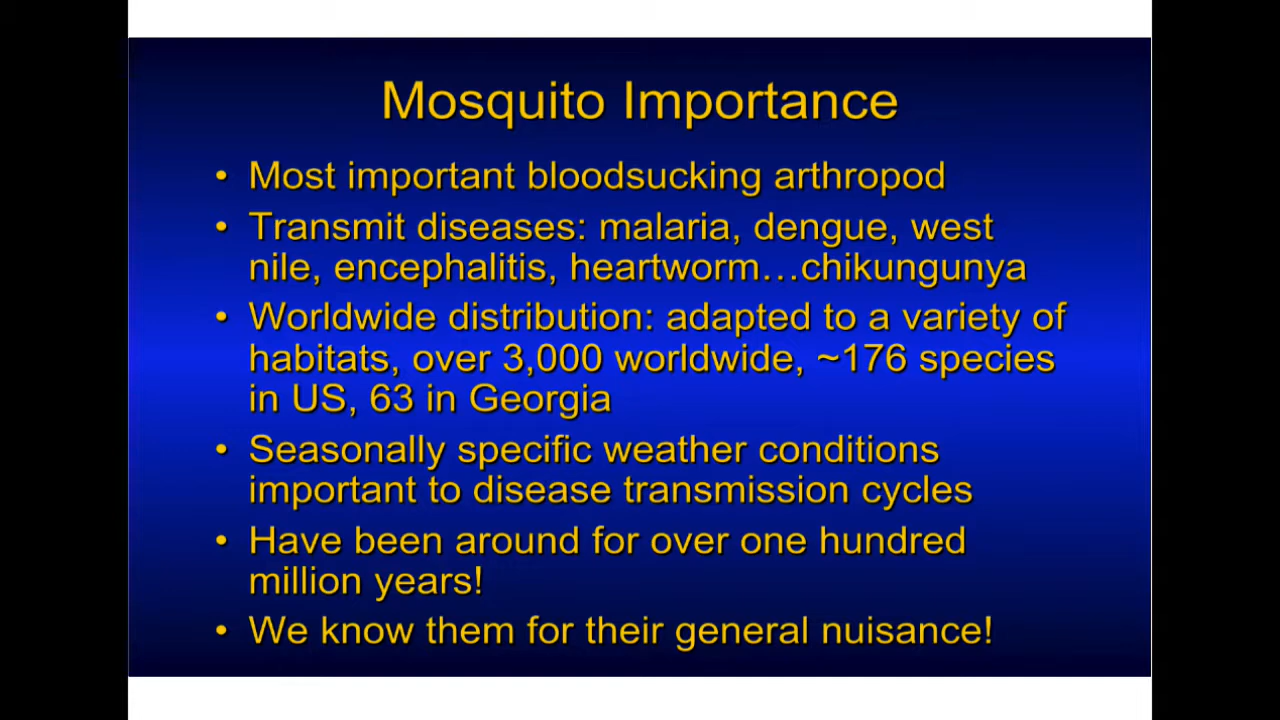 Mosquito Importance
• Most important bloodsucking arthropod
• Transmit diseases: malaria, dengue, west
nile, encephalitis, heartworm…chikungunya
• Worldwide distribution: adapted to a variety of
habitats, over 3,000 worldwide, ~176 species
in US, 63 in Georgia
• Seasonally specific weather conditions
important to disease transmission cycles
• Have been around for over one hundred
million years!
• We know them for their general nuisance!